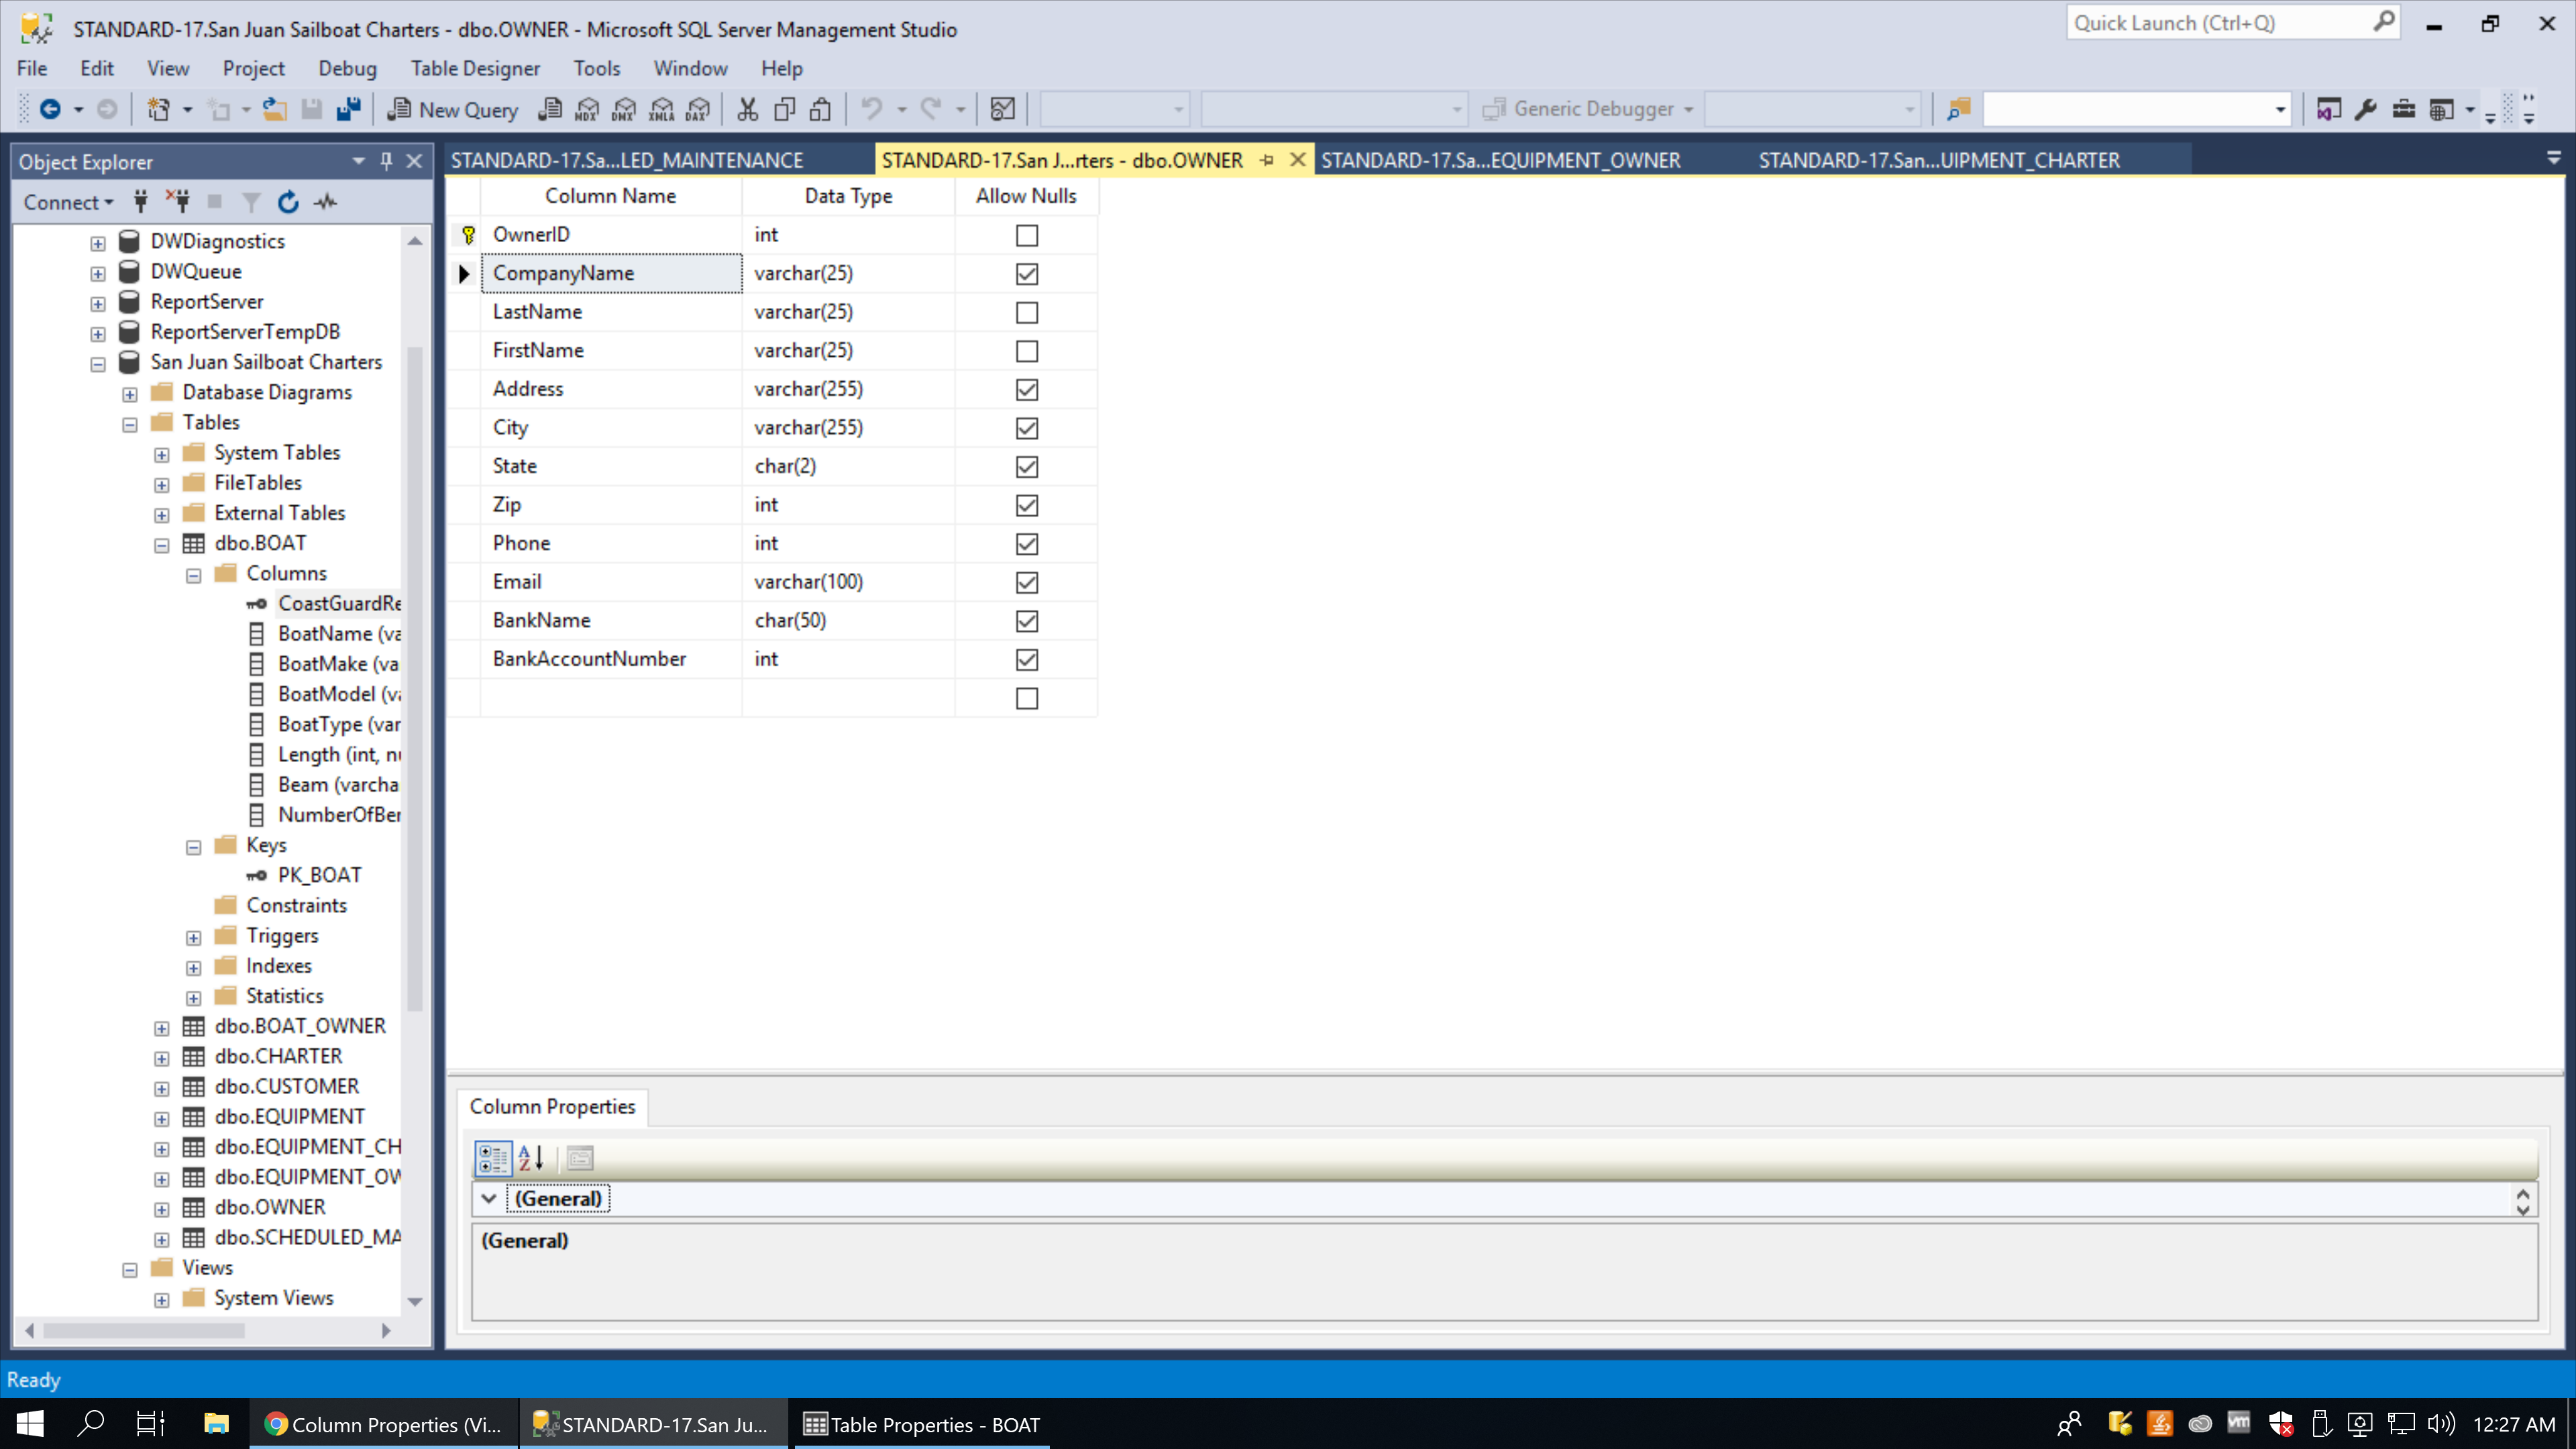 STANDARD-17.San Juan Sailboat Charters - dbo.OWNER - Microsoft SQL Server Management Studio
Quick Launch (Ctrl+Q)
File Edit View Project Debug Table Designer Tools Window Help
New Query MDX DMX XMLA DAX Generic Debugger
Object Explorer
STANDARD-17.Sa...LED_MAINTENANCE STANDARD-17.San J...rters - dbo.OWNER STANDARD-17.Sa...EQUIPMENT_OWNER STANDARD-17.San...UIPMENT_CHARTER
Connect
DWDiagnostics
DWQueue
ReportServer
ReportServerTempDB
San Juan Sailboat Charters
Database Diagrams
Tables
System Tables
FileTables
External Tables
dbo.BOAT
Columns
CoastGuardRe
BoatName (va
BoatMake (va
BoatModel (va
BoatType (var
Length (int, nu
Beam (varcha
NumberOfBer
Keys
PK_BOAT
Constraints
Triggers
Indexes
Statistics
dbo.BOAT_OWNER
dbo.CHARTER
dbo.CUSTOMER
dbo.EQUIPMENT
dbo.EQUIPMENT_CH
dbo.EQUIPMENT_OW
dbo.OWNER
dbo.SCHEDULED_MA
Views
System Views
Column Name Data Type Allow Nulls
OwnerID int
CompanyName varchar(25)
LastName varchar(25)
FirstName varchar(25)
Address varchar(255)
City varchar(255)
State char(2)
Zip int
Phone int
Email varchar(100)
BankName char(50)
BankAccountNumber int
Column Properties
A
Z
(General)
(General)
Ready
Column Properties (Vi... STANDARD-17.San Ju... Table Properties - BOAT vm 12:27 AM